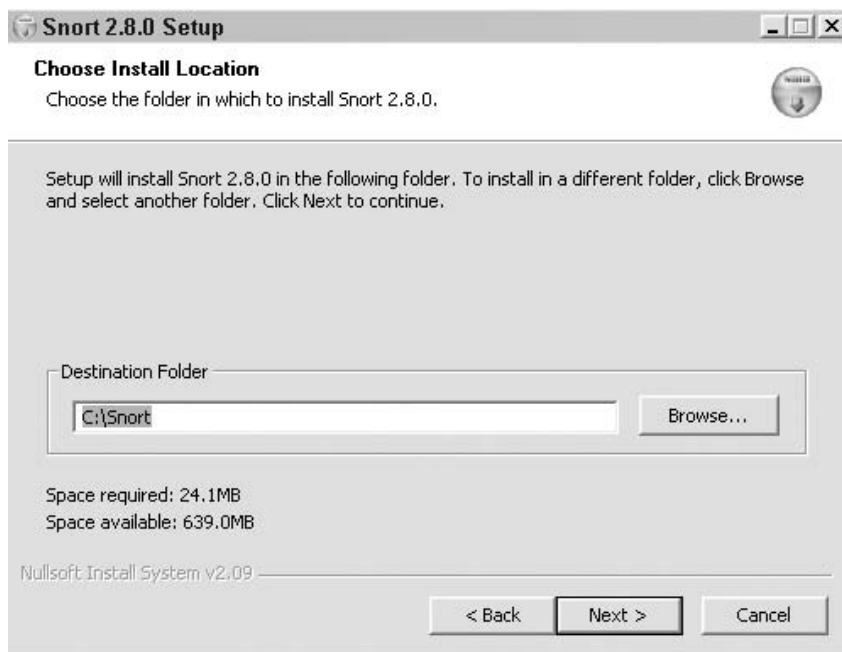 Snort 2.8.0 Setup
Choose Install Location
Choose the folder in which to install Snort 2.8.0.
Setup will install Snort 2.8.0 in the following folder. To install in a different folder, click Browse
and select another folder. Click Next to continue.
Destination Folder
C:\Snort
Browse...
Space required: 24.1MB
Space available: 639.0MB
Nullsoft Install System v2.09
< Back
Next >
Cancel